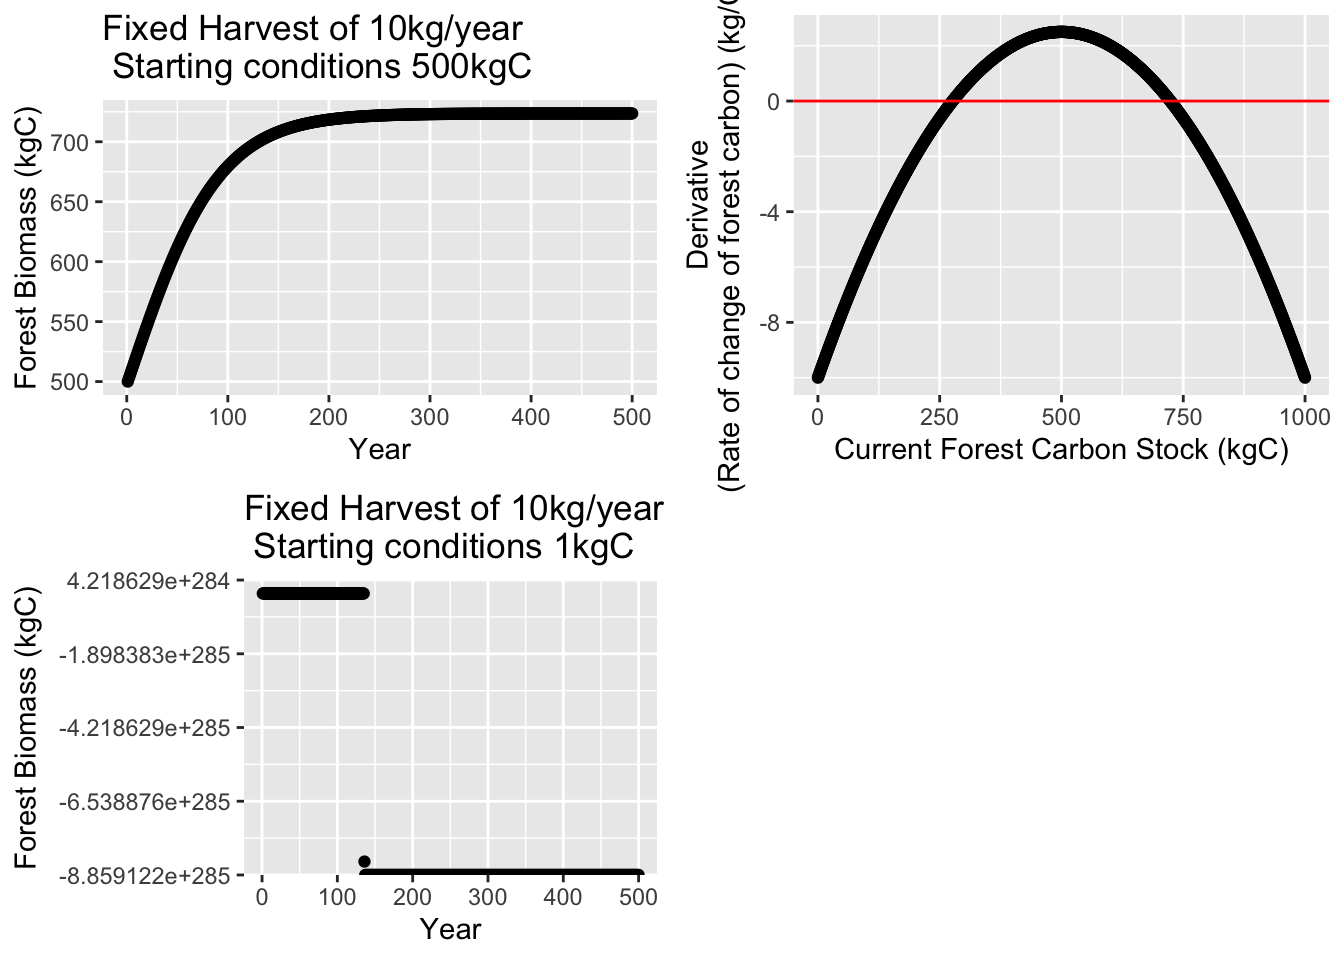 Fixed Harvest of 10kg/year
Starting conditions 500kgC
Forest Biomass (kgC)
700
650
600
550
500
0 100 200 300 400 500
Year
Derivative
(Rate of change of forest carbon) (kg/
0
-4
-8
0 250 500 750 1000
Current Forest Carbon Stock (kgC)
Fixed Harvest of 10kg/year
Starting conditions 1kgC
Forest Biomass (kgC)
4.218629e+284
-1.898383e+285
-4.218629e+285
-6.538876e+285
-8.859122e+285
0 100 200 300 400 500
Year